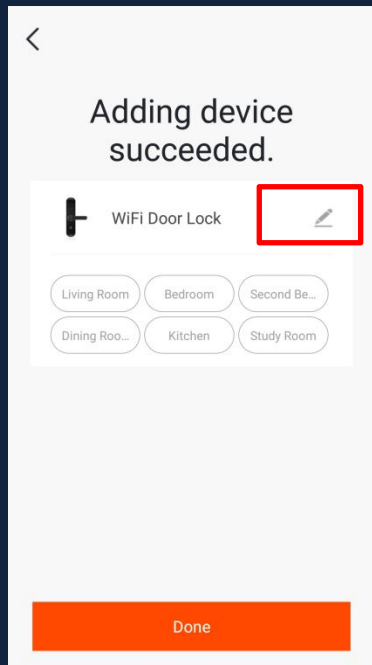 Adding device
succeeded.
WiFi Door Lock
Living Room Bedroom Second Be...
Dining Roo... Kitchen Study Room
Done